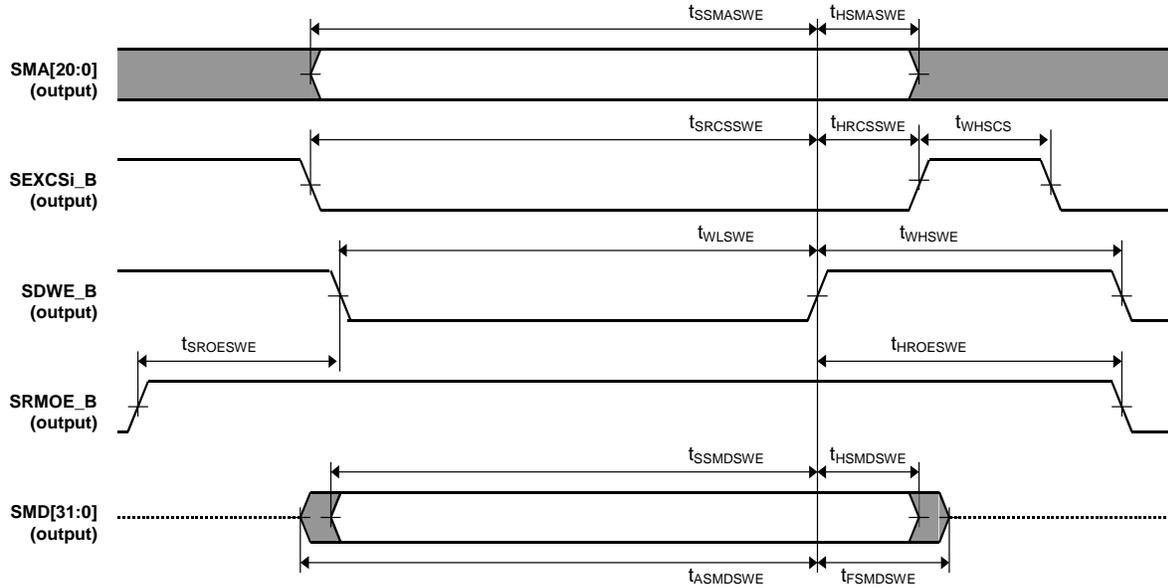 tSSMASWE tHSMASWE
SMA[20:0]
(output)
tSRCSSWE tHRCSSWE tWHSCS
SEXCSi_B
(output)
tWLSWE tWHSWE
SDWE_B
(output)
tSROESWE tHROESWE
SRMOE_B
(output)
tSSMDSWE tHSMDSWE
SMD[31:0]
(output)
tASMDSWE tFSMDSWE